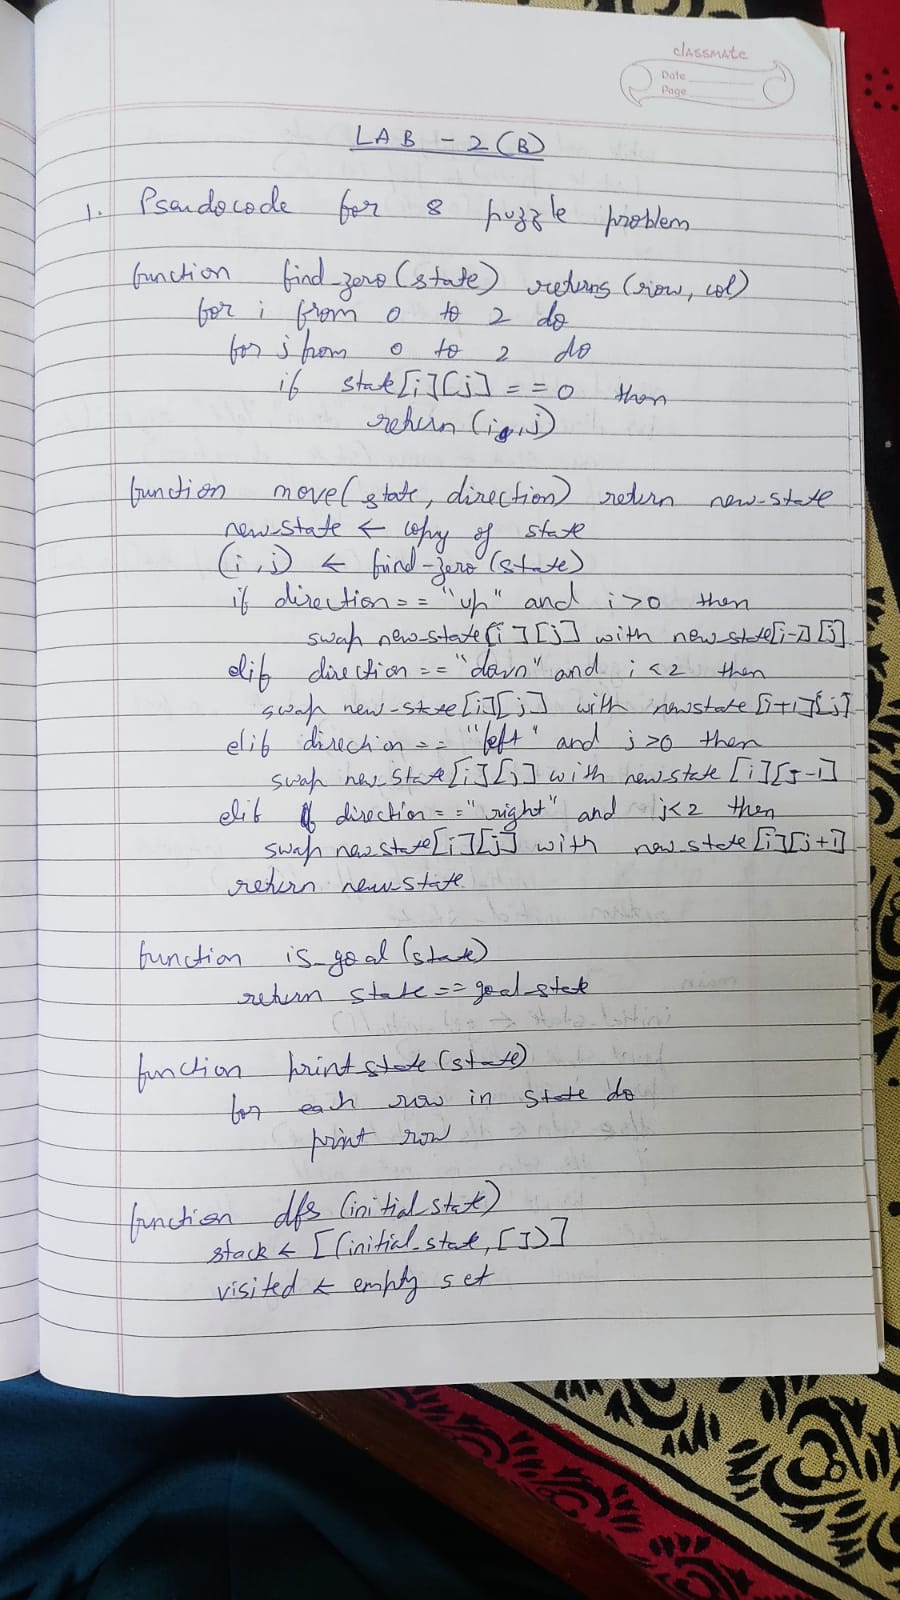 classmate
Date
Page
LAB - 2(B)
1. Pseudocode for 8 puzzle problem
function find_zero(state) returns (row, col)
for i from 0 to 2 do
for j from 0 to 2 do
if state[i][j] == 0 then
return (i,j)
function move(state, direction) return new-state
new-state ← copy of state
(i,j) ← find-zero(state)
if direction == "up" and i>0 then
swap new-state[i][j] with new-state[i-1][j]
elif direction == "down" and i<2 then
swap new-state[i][j] with newstate[i+1][j]
elif direction == "left" and j>0 then
swap new state[i][j] with new state[i][j-1]
elif direction == "right" and j<2 then
swap new state[i][j] with new state[i][j+1]
return new state
function is_goal(state)
return state == goal_state
function print state(state)
for each row in state do
print row
function dfs (initial state)
stack ← [(initial-state, [])]
visited ← empty set